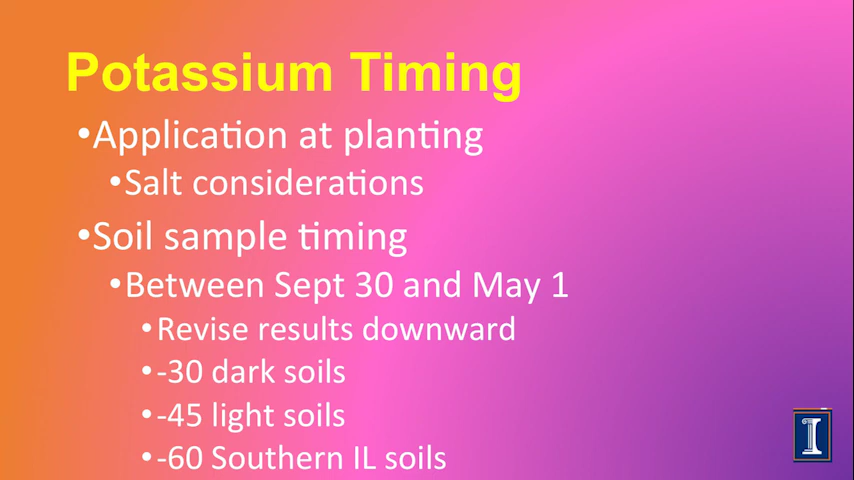 Potassium Timing
•Application at planting
•Salt considerations
•Soil sample timing
•Between Sept 30 and May 1
•Revise results downward
•-30 dark soils
•-45 light soils
•-60 Southern IL soils
I